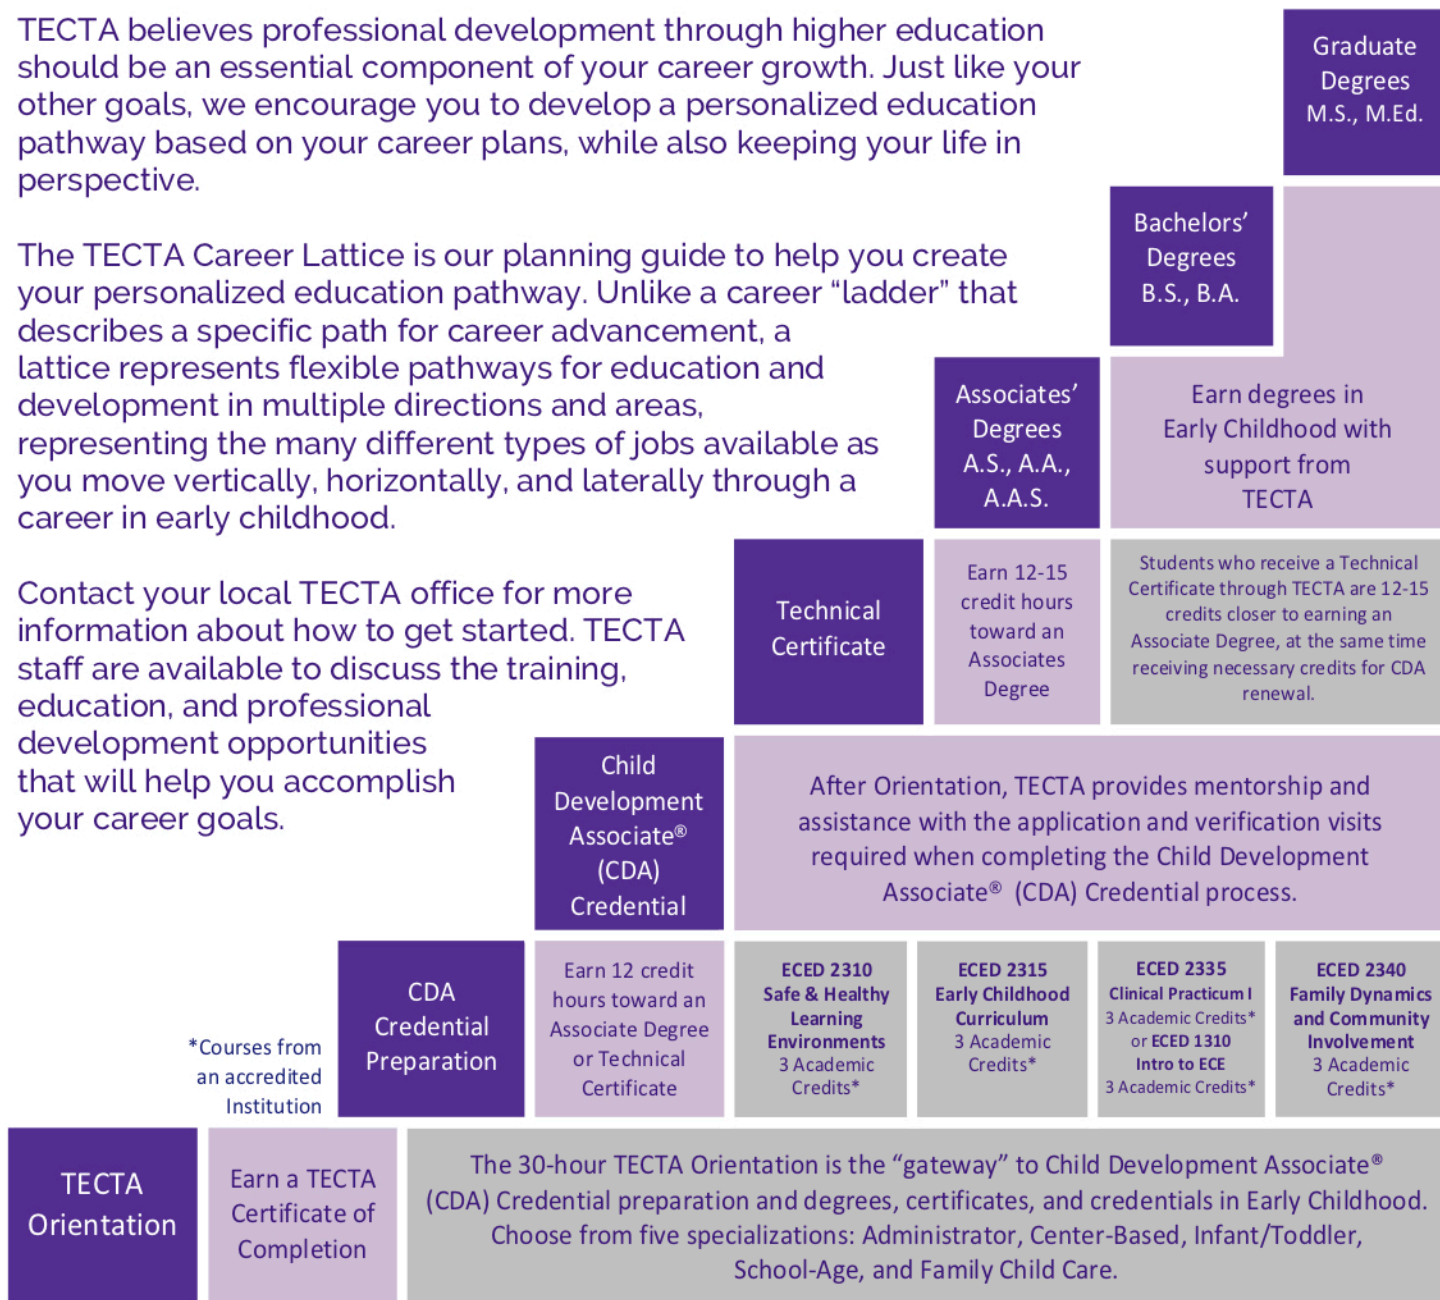 TECTA believes professional development through higher education
should be an essential component of your career growth. Just like your
other goals, we encourage you to develop a personalized education
pathway based on your career plans, while also keeping your life in
perspective.
The TECTA Career Lattice is our planning guide to help you create
your personalized education pathway. Unlike a career “ladder” that
describes a specific path for career advancement, a
lattice represents flexible pathways for education and
development in multiple directions and areas,
representing the many different types of jobs available as
you move vertically, horizontally, and laterally through a
career in early childhood.
Contact your local TECTA office for more
information about how to get started. TECTA
staff are available to discuss the training,
education, and professional
development opportunities
that will help you accomplish
your career goals.
Graduate
Degrees
M.S., M.Ed.
Bachelors’
Degrees
B.S., B.A.
Associates’
Degrees
A.S., A.A.,
A.A.S.
Earn degrees in
Early Childhood with
support from
TECTA
Technical
Certificate
Earn 12-15
credit hours
toward an
Associates
Degree
Students who receive a Technical
Certificate through TECTA are 12-15
credits closer to earning an
Associate Degree, at the same time
receiving necessary credits for CDA
renewal.
Child
Development
Associate®
(CDA)
Credential
After Orientation, TECTA provides mentorship and
assistance with the application and verification visits
required when completing the Child Development
Associate® (CDA) Credential process.
*Courses from
an accredited
Institution
CDA
Credential
Preparation
Earn 12 credit
hours toward an
Associate Degree
or Technical
Certificate
ECED 2310
Safe & Healthy
Learning
Environments
3 Academic
Credits*
ECED 2315
Early Childhood
Curriculum
3 Academic
Credits*
ECED 2335
Clinical Practicum I
3 Academic Credits*
or ECED 1310
Intro to ECE
3 Academic Credits*
ECED 2340
Family Dynamics
and Community
Involvement
3 Academic
Credits*
TECTA
Orientation
Earn a TECTA
Certificate of
Completion
The 30-hour TECTA Orientation is the “gateway” to Child Development Associate®
(CDA) Credential preparation and degrees, certificates, and credentials in Early Childhood.
Choose from five specializations: Administrator, Center-Based, Infant/Toddler,
School-Age, and Family Child Care.